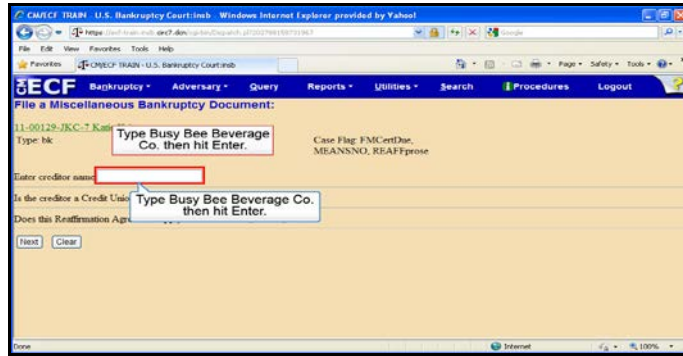 CM/ECF TRAIN - U.S. Bankruptcy Court:insb - Windows Internet Explorer provided by Yahoo!
Google
File Edit View Favorites Tools Help
Favorites CM/ECF TRAIN - U.S. Bankruptcy Court:insb
Page Safety Tools
ECF Bankruptcy Adversary Query Reports Utilities Search Procedures Logout ?
File a Miscellaneous Bankruptcy Document:
11-00129-JKC-7
Type: bk
Type Busy Bee Beverage
Co. then hit Enter.
Case Flag: FMCertDue,
MEANSNO, REAFFprose
Enter creditor name
Is the creditor a Credit
Type Busy Bee Beverage Co.
then hit Enter.
Does this Reaffirmation
Next Clear
Done Internet 100%